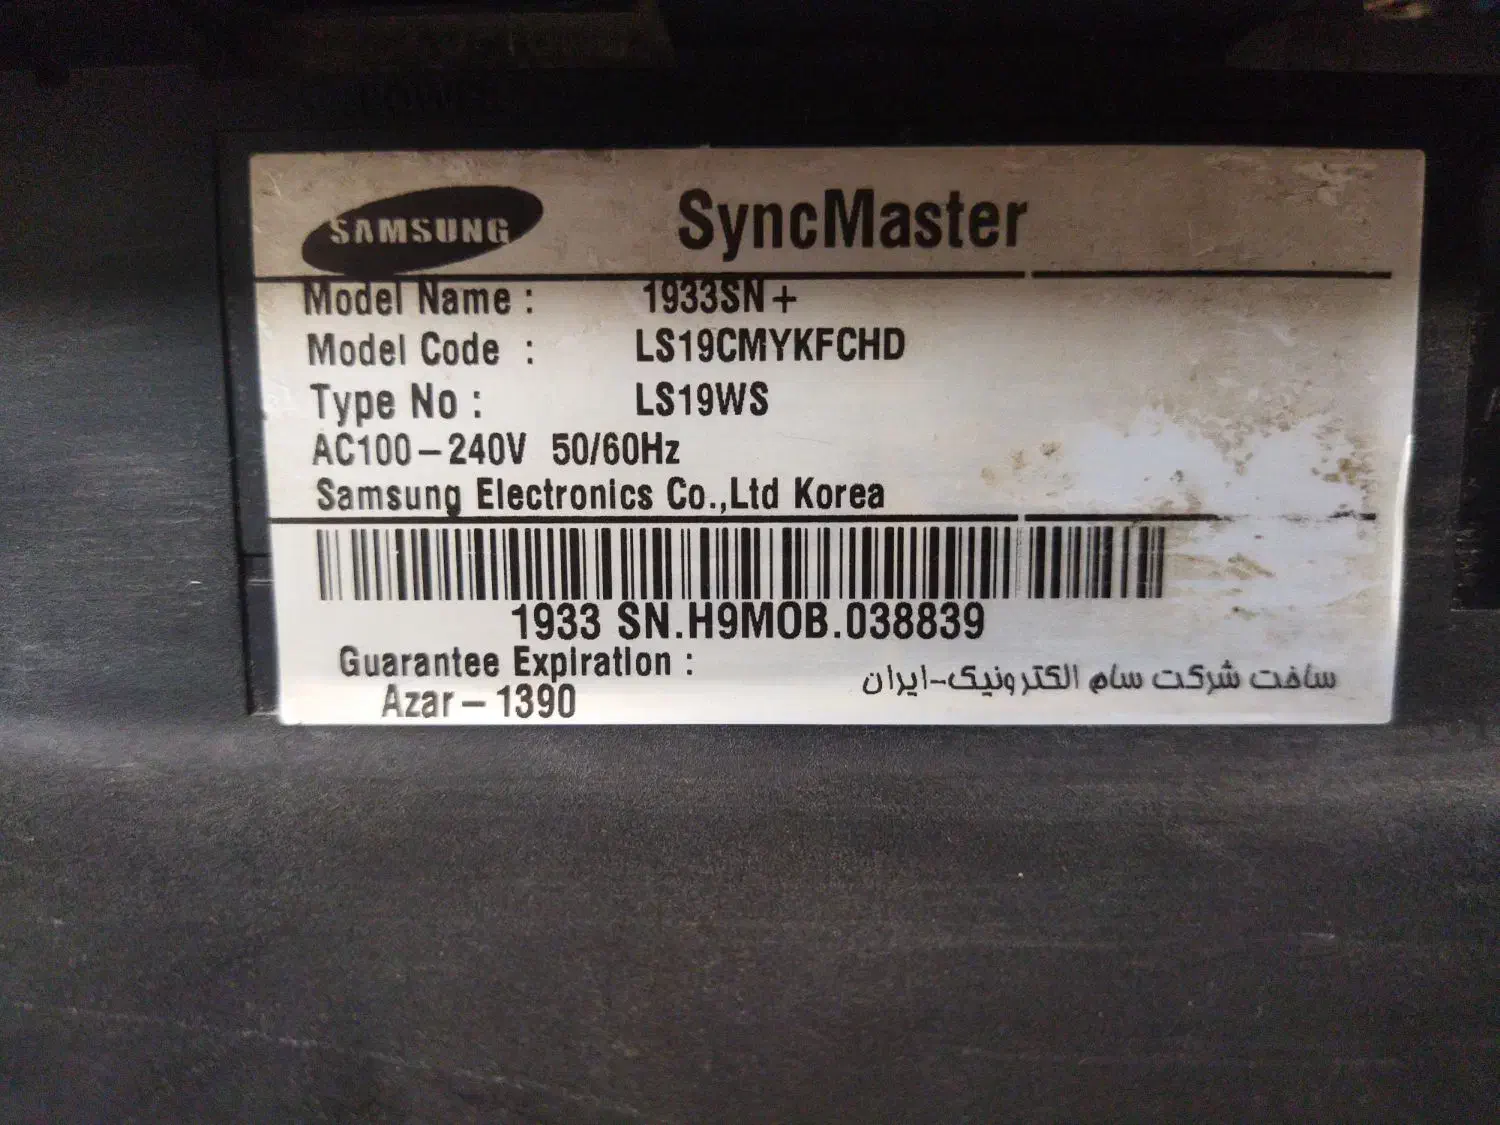 SAMSUNG SyncMaster
Model Name : 1933SN+
Model Code : LS19CMYKFCHD
Type No : LS19WS
AC100-240V 50/60Hz
Samsung Electronics Co.,Ltd Korea
1933 SN.H9MOB.038839
Guarantee Expiration :
Azar-1390
ساخت شرکت سام الکترونیک-ایران